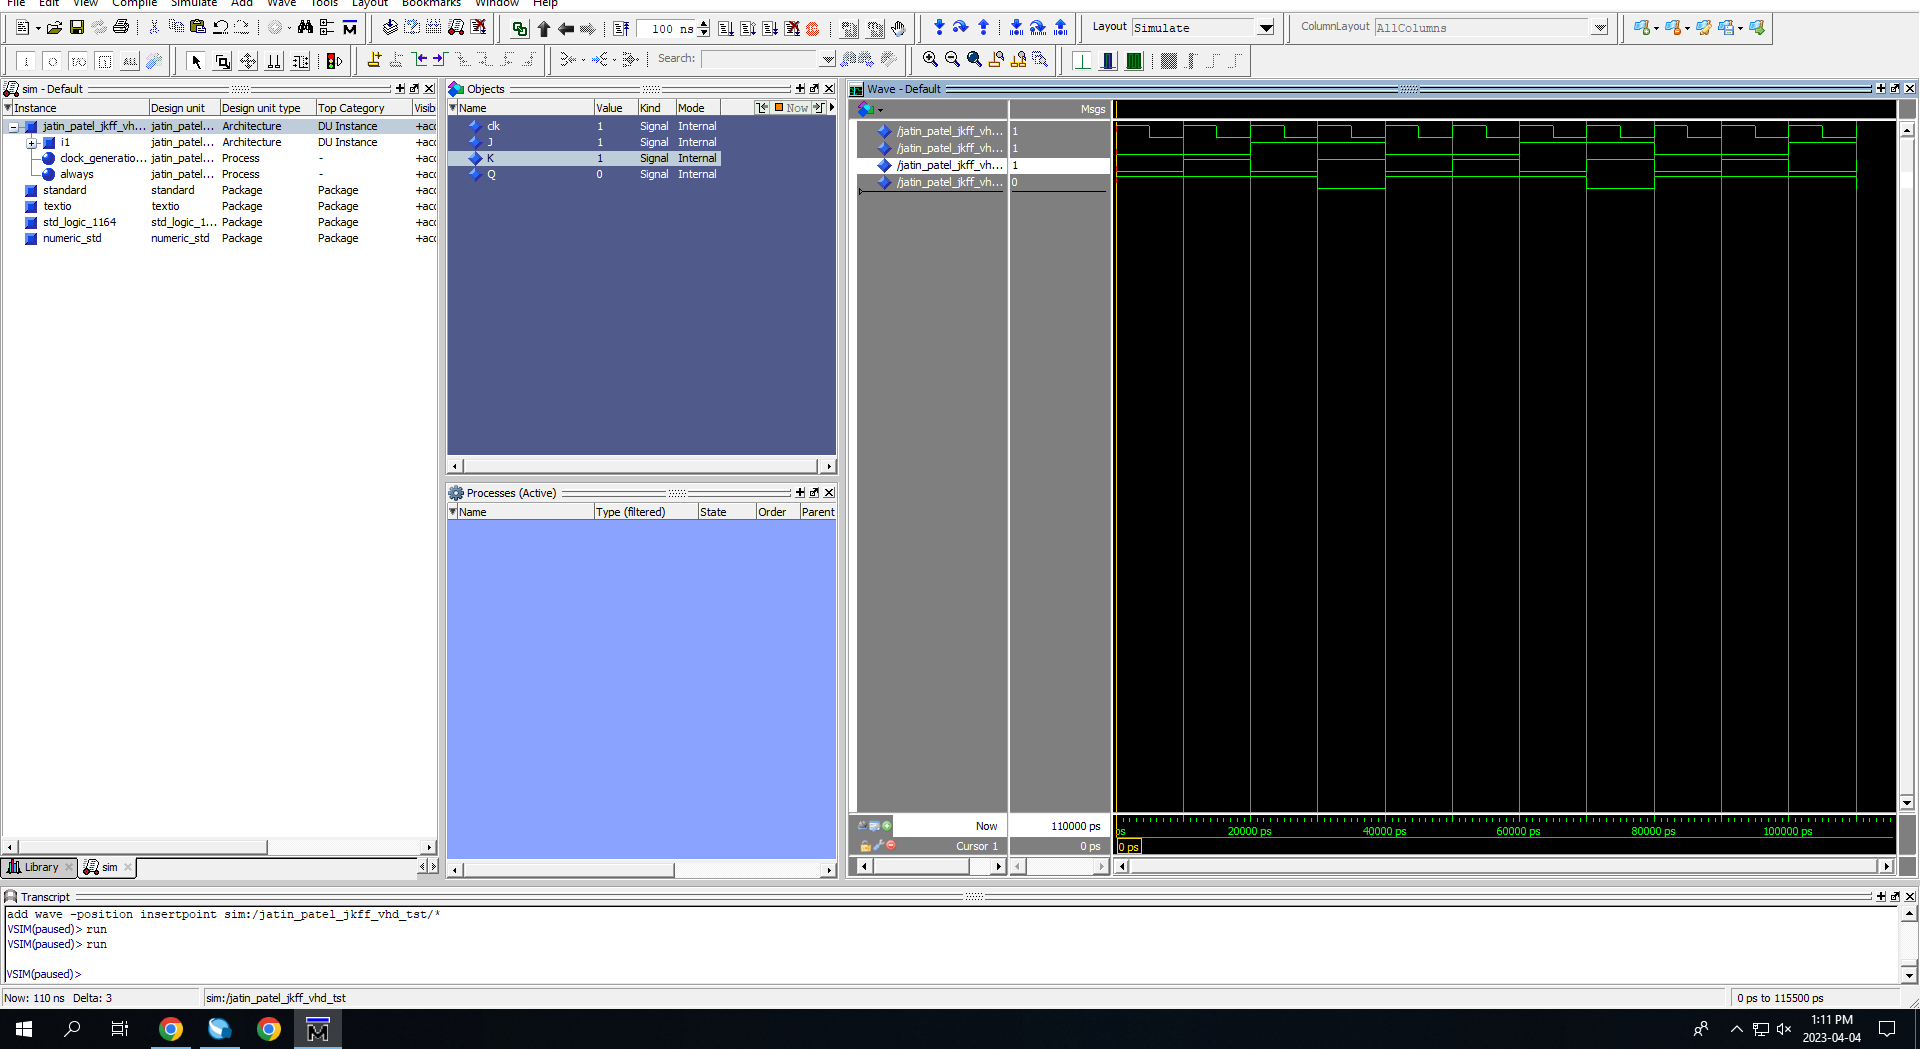 File Edit View Compile Simulate Add Wave Tools Layout Bookmarks Window Help
100 ns
Layout Simulate
ColumnLayout AllColumns
Search:
sim - Default
Instance Design unit Design unit type Top Category Visib
jatin_patel_jkff_vh... jatin_patel... Architecture DU Instance +acc
i1 jatin_patel... Architecture DU Instance +acc
clock_generatio... jatin_patel... Process - +acc
always jatin_patel... Process - +acc
standard standard Package Package +acc
textio textio Package Package +acc
std_logic_1164 std_logic_1... Package Package +acc
numeric_std numeric_std Package Package +acc
Library sim
Objects
Name Value Kind Mode Now
clk 1 Signal Internal
J 1 Signal Internal
K 1 Signal Internal
Q 0 Signal Internal
Processes (Active)
Name Type (filtered) State Order Parent
Wave - Default
Msgs
/jatin_patel_jkff_vh... 1
/jatin_patel_jkff_vh... 1
/jatin_patel_jkff_vh... 1
/jatin_patel_jkff_vh... 0
Now 110000 ps
ps 20000 ps 40000 ps 60000 ps 80000 ps 100000 ps
Cursor 1 0 ps
0 ps
Transcript
add wave -position insertpoint sim:/jatin_patel_jkff_vhd_tst/*
VSIM(paused)> run
VSIM(paused)> run
VSIM(paused)>
Now: 110 ns Delta: 3
sim:/jatin_patel_jkff_vhd_tst
0 ps to 115500 ps
1:11 PM
2023-04-04